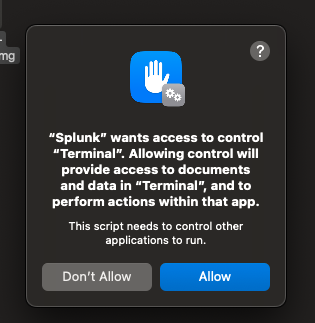 mg
?
“Splunk” wants access to control
“Terminal”. Allowing control will
provide access to documents
and data in “Terminal”, and to
perform actions within that app.
This script needs to control other
applications to run.
Don’t Allow
Allow